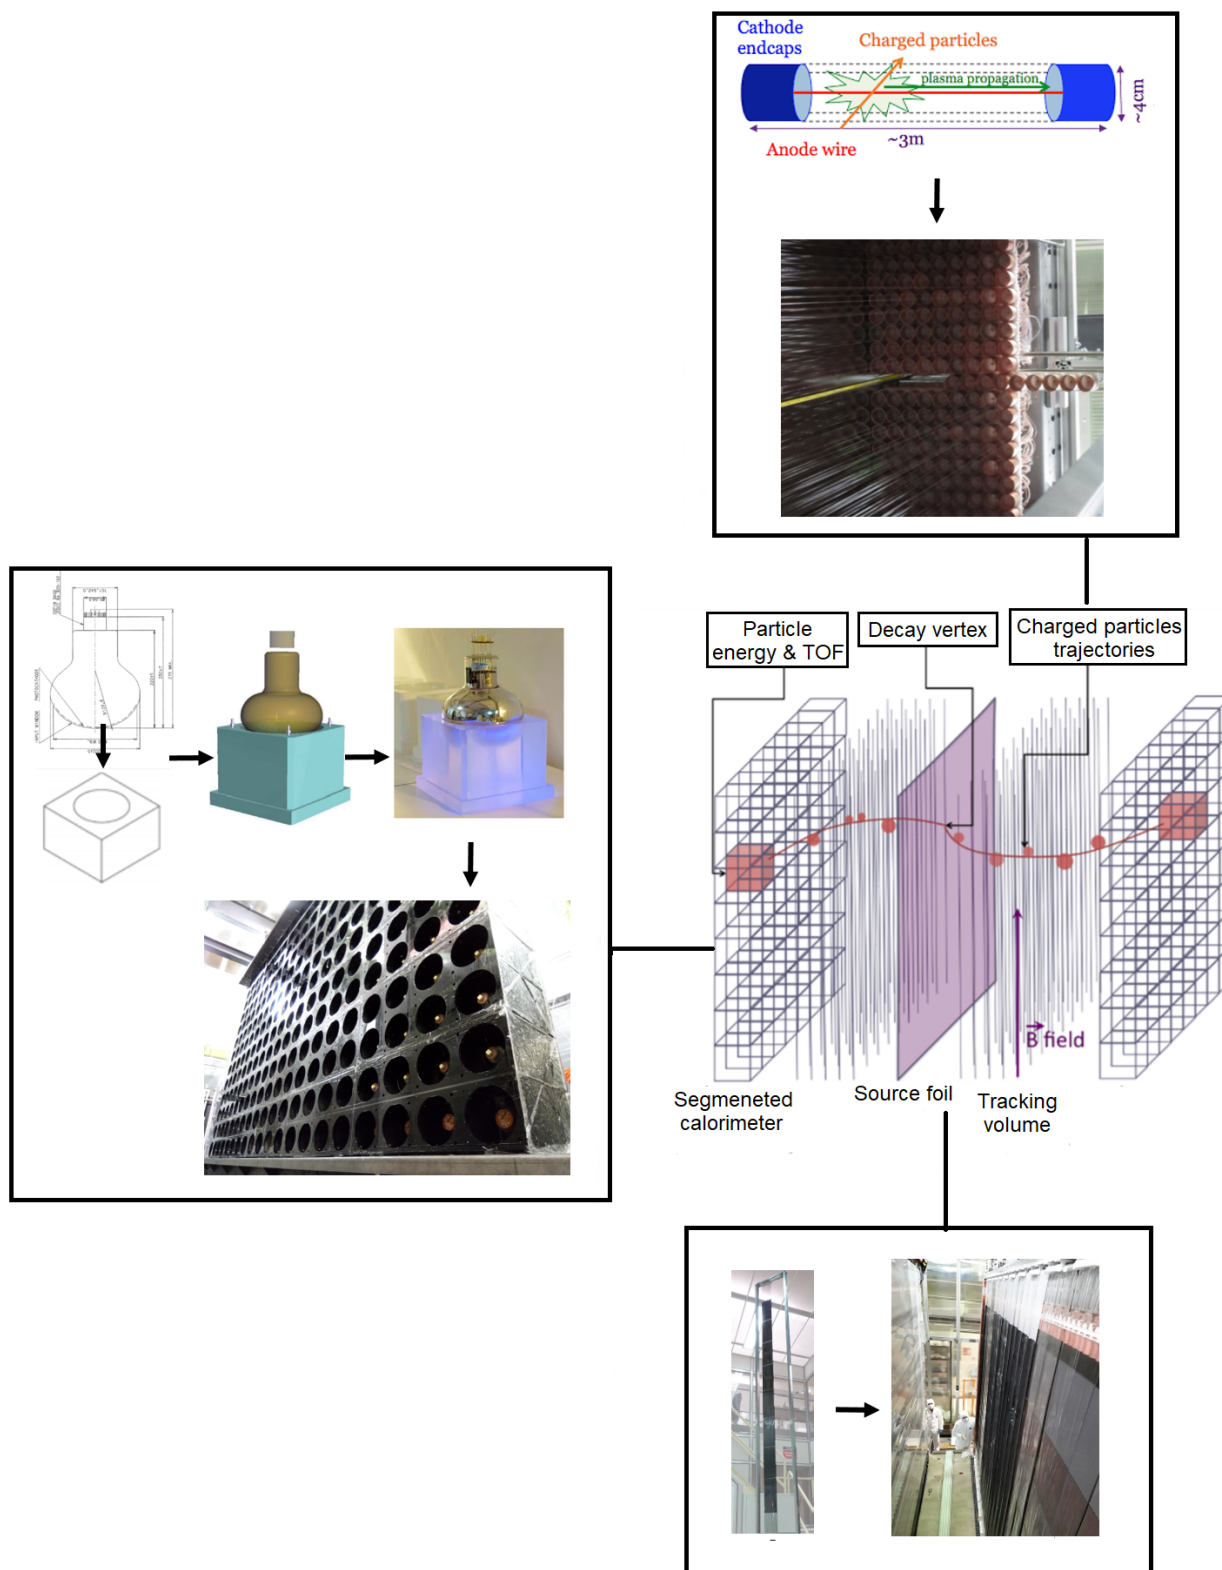 Cathode
endcaps
Charged particles
plasma propagation
~4cm
~3m
Anode wire
Particle
energy & TOF
Decay vertex
Charged particles
trajectories
B field
Segmeneted
calorimeter
Source foil
Tracking
volume